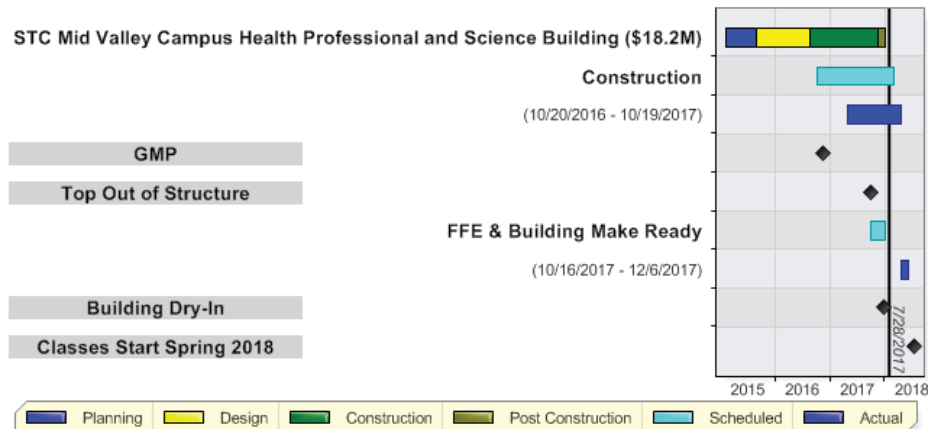 STC Mid Valley Campus Health Professional and Science Building ($18.2M)
Construction
(10/20/2016 - 10/19/2017)
GMP
Top Out of Structure
FFE & Building Make Ready
(10/16/2017 - 12/6/2017)
Building Dry-In
Classes Start Spring 2018
7/28/2017
2015 2016 2017 2018
Planning Design Construction Post Construction Scheduled Actual